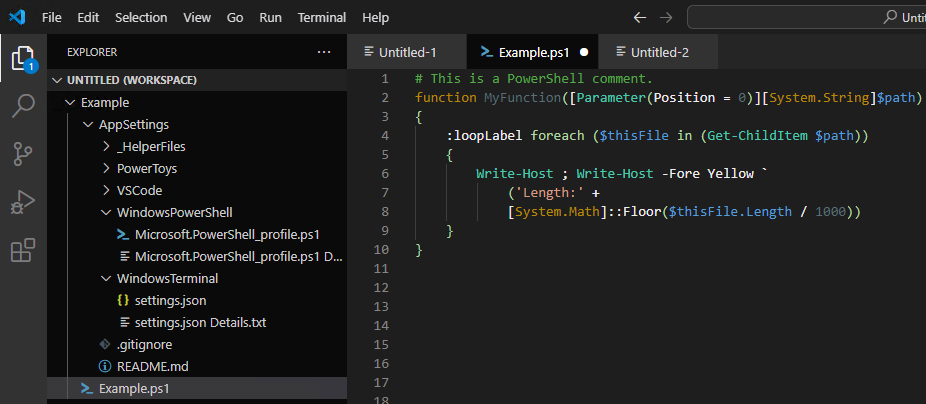 File Edit Selection View Go Run Terminal Help Unti
EXPLORER ...
1
UNTITLED (WORKSPACE)
Example
AppSettings
_HelperFiles
PowerToys
VSCode
WindowsPowerShell
Microsoft.PowerShell_profile.ps1
Microsoft.PowerShell_profile.ps1 D...
WindowsTerminal
{} settings.json
settings.json Details.txt
.gitignore
README.md
Example.ps1
Untitled-1 Example.ps1 Untitled-2
1 # This is a PowerShell comment.
2 function MyFunction([Parameter(Position = 0)][System.String]$path)
3 {
4 :loopLabel foreach ($thisFile in (Get-ChildItem $path))
5 {
6 Write-Host ; Write-Host -Fore Yellow `
7 ('Length:' +
8 [System.Math]::Floor($thisFile.Length / 1000))
9 }
10 }
11
12
13
14
15
16
17
18